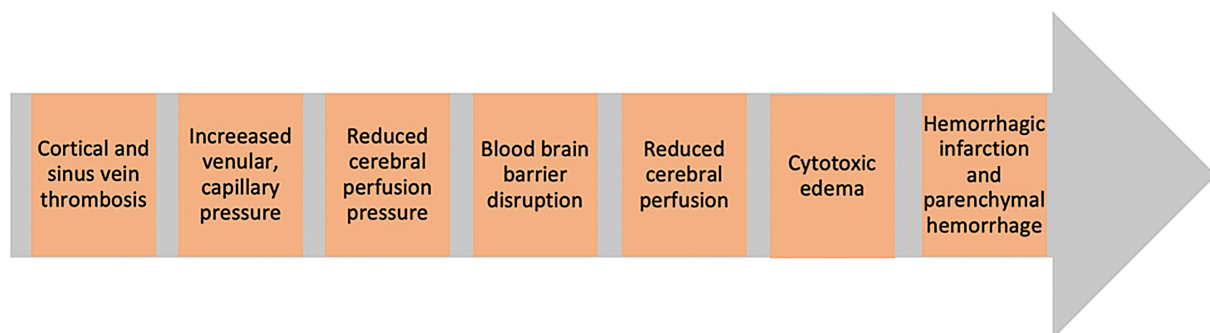 Cortical and
sinus vein
thrombosis
Increeased
venular,
capillary
pressure
Reduced
cerebral
perfusion
pressure
Blood brain
barrier
disruption
Reduced
cerebral
perfusion
Cytotoxic
edema
Hemorrhagic
infarction
and
parenchymal
hemorrhage